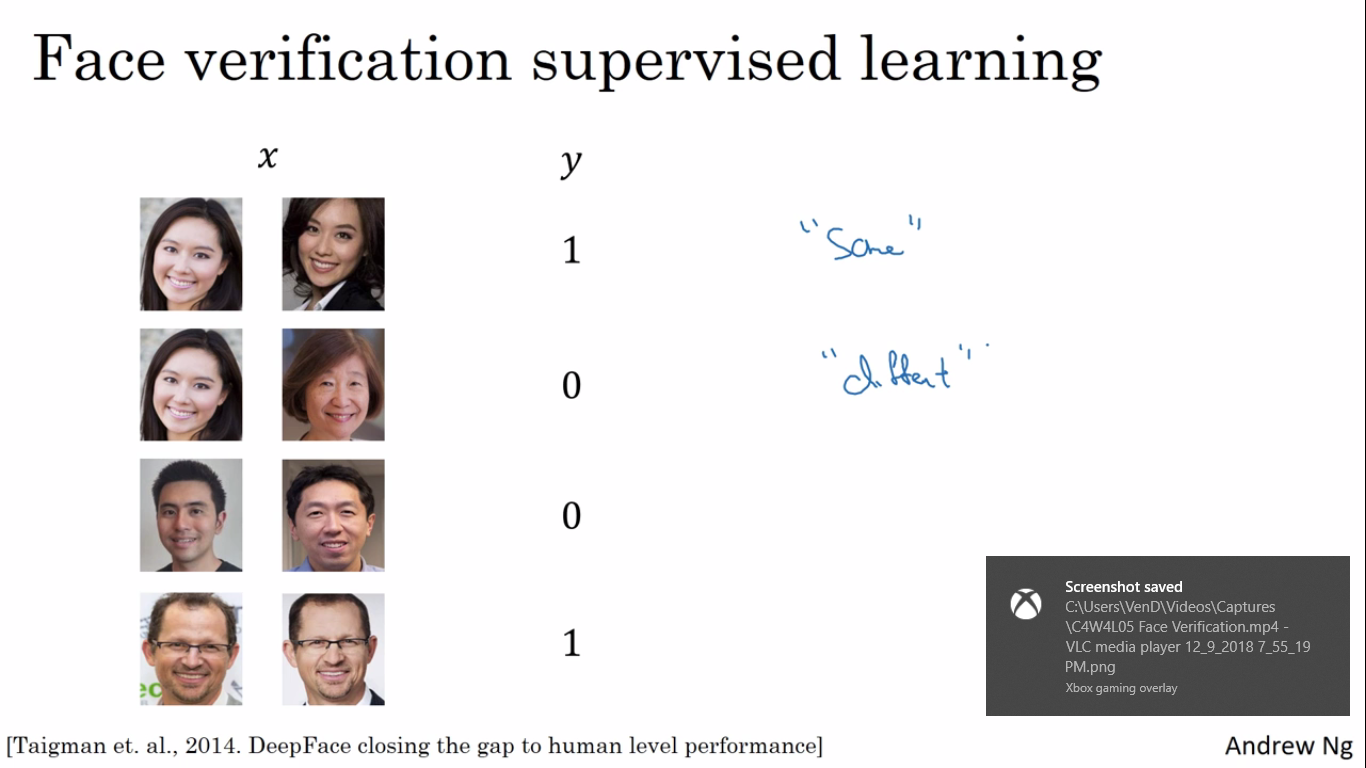 Face verification supervised learning
x y
1
"Same"
0
"different"
0
1
Screenshot saved
C:\Users\VenD\Videos\Captures
\C4W4L05 Face Verification.mp4 -
VLC media player 12_9_2018 7_55_19
PM.png
Xbox gaming overlay
[Taigman et. al., 2014. DeepFace closing the gap to human level performance]
Andrew Ng